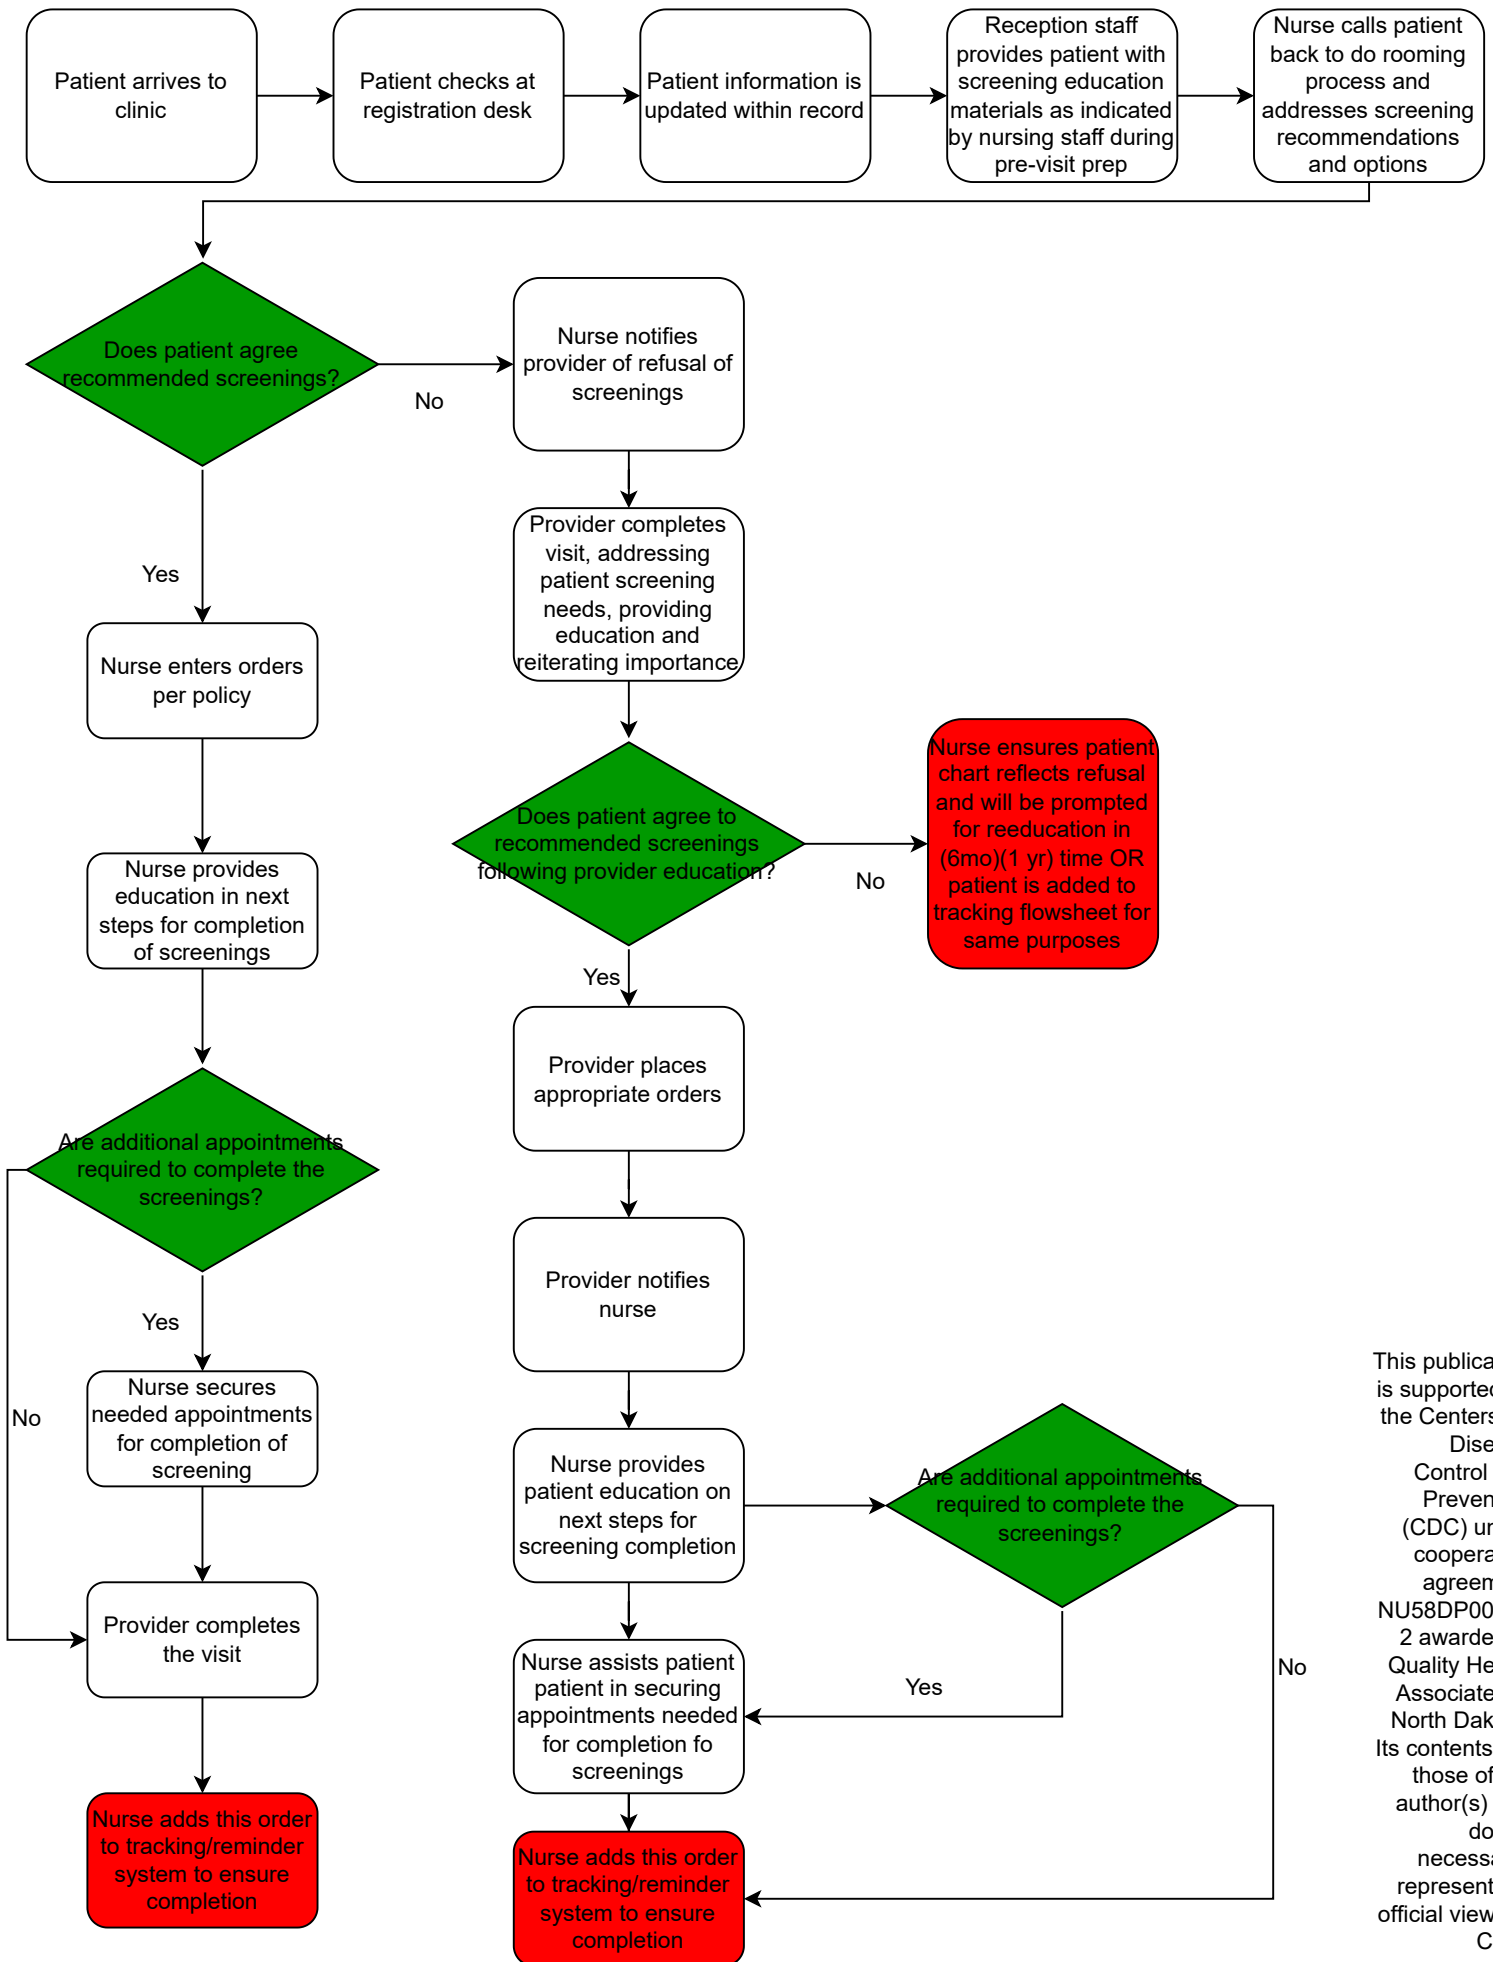 Patient arrives to
clinic
Patient checks at
registration desk
Patient information is
updated within record
Reception staff
provides patient with
screening education
materials as indicated
by nursing staff during
pre-visit prep
Nurse calls patient
back to do rooming
process and
addresses screening
recommendations
and options
Does patient agree
recommended screenings?
No
Nurse notifies
provider of refusal of
screenings
Yes
Provider completes
visit, addressing
patient screening
needs, providing
education and
reiterating importance
Nurse enters orders
per policy
Does patient agree to
recommended screenings
following provider education?
No
Nurse ensures patient
chart reflects refusal
and will be prompted
for reeducation in
(6mo)(1 yr) time OR
patient is added to
tracking flowsheet for
same purposes
Nurse provides
education in next
steps for completion
of screenings
Yes
Provider places
appropriate orders
Are additional appointments
required to complete the
screenings?
Yes
No
Provider notifies
nurse
Nurse secures
needed appointments
for completion of
screening
Nurse provides
patient education on
next steps for
screening completion
Are additional appointments
required to complete the
screenings?
Yes
No
Provider completes
the visit
Nurse assists patient
patient in securing
appointments needed
for completion fo
screenings
Nurse adds this order
to tracking/reminder
system to ensure
completion
Nurse adds this order
to tracking/reminder
system to ensure
completion
This publica
is supported
the Centers
Dise
Control
Preven
(CDC) un
coopera
agreem
NU58DP00
2 awarde
Quality He
Associate
North Dak
Its contents
those of
author(s)
do
necessa
represent
official view
C